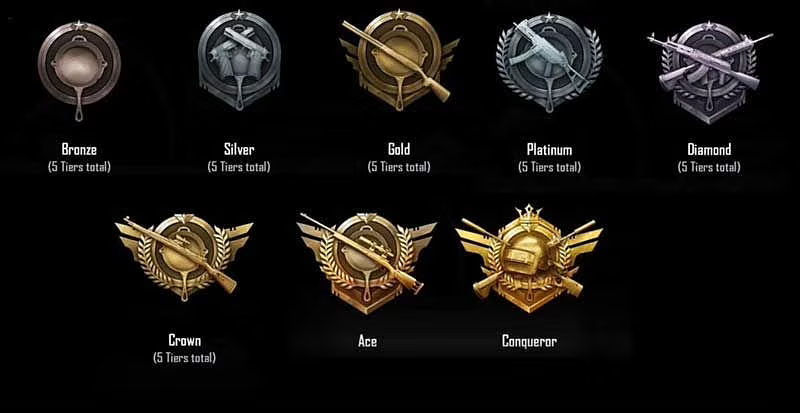 Bronze
(5 Tiers total)
Silver
(5 Tiers total)
Gold
(5 Tiers total)
Platinum
(5 Tiers total)
Diamond
(5 Tiers total)
Crown
(5 Tiers total)
Ace
Conqueror